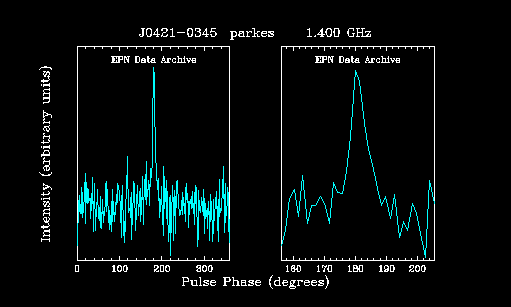 J0421-0345 parkes 1.400 GHz
EPN Data Archive EPN Data Archive
Intensity (arbitrary units)
0 100 200 300 160 170 180 190 200
Pulse Phase (degrees)